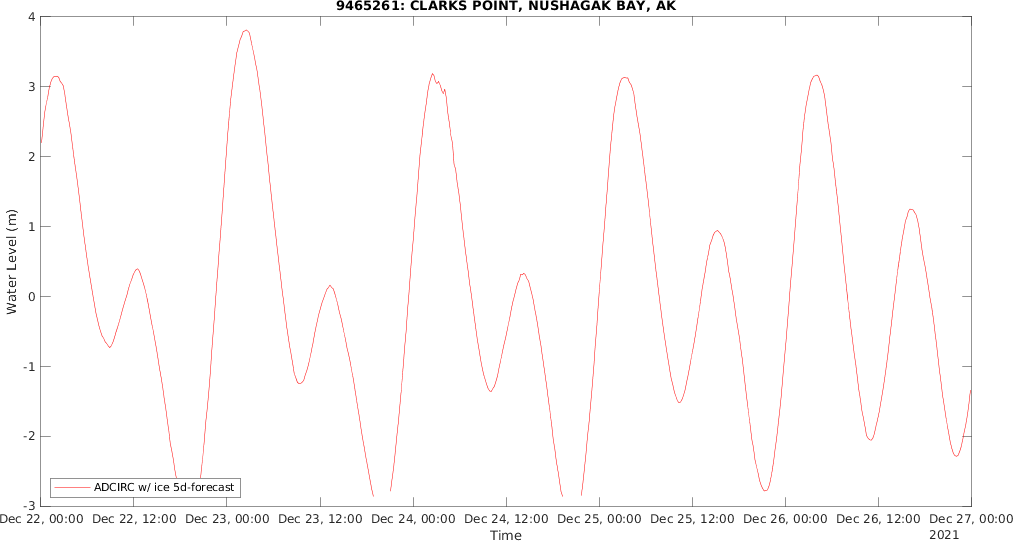 9465261: CLARKS POINT, NUSHAGAK BAY, AK
4
3
2
1
0
-1
-2
-3
Water Level (m)
ADCIRC w/ ice 5d-forecast
Dec 22, 00:00 Dec 22, 12:00 Dec 23, 00:00 Dec 23, 12:00 Dec 24, 00:00 Dec 24, 12:00 Dec 25, 00:00 Dec 25, 12:00 Dec 26, 00:00 Dec 26, 12:00 Dec 27, 00:00
Time
2021